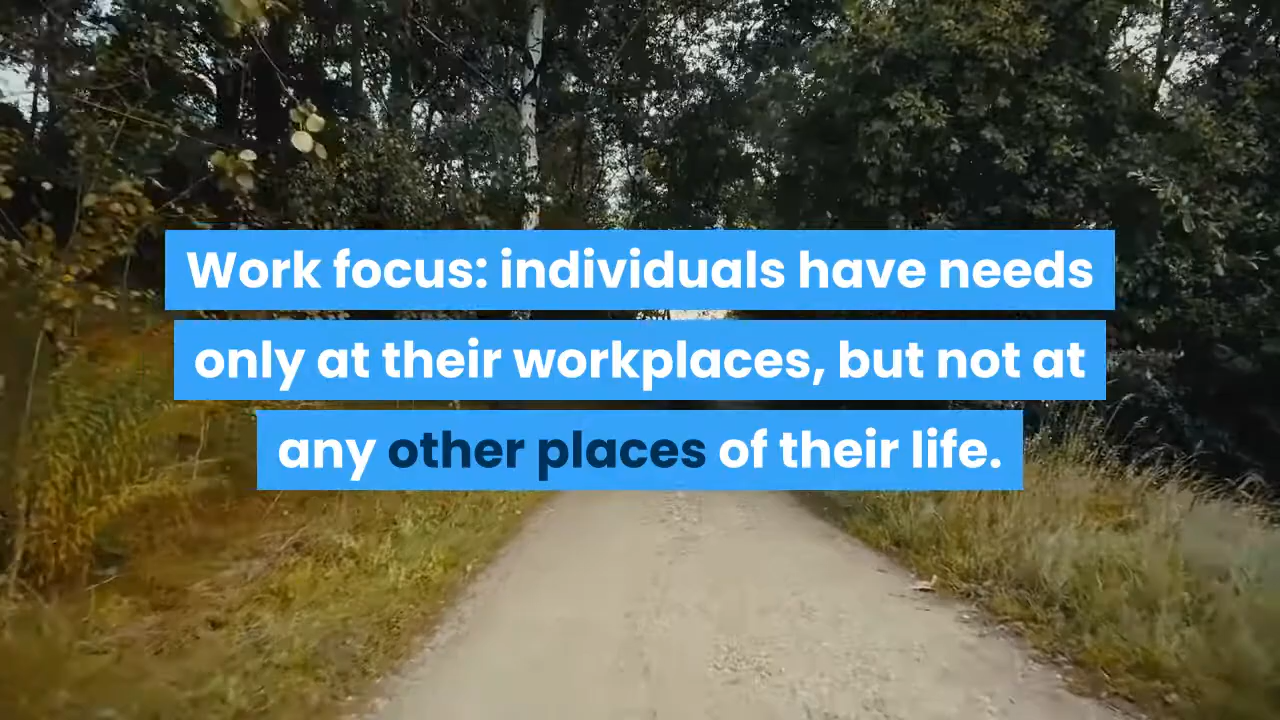 Work focus: individuals have needs
only at their workplaces, but not at
any other places of their life.